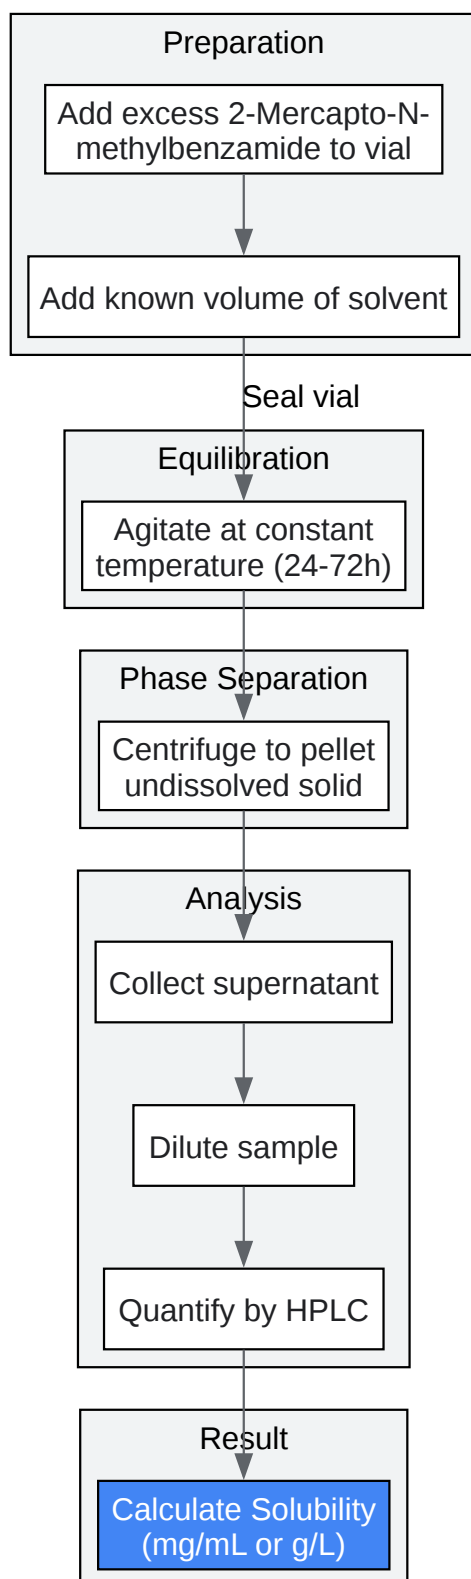 Preparation
Add excess 2-Mercapto-N-
methylbenzamide to vial
Add known volume of solvent
Seal vial
Equilibration
Agitate at constant
temperature (24-72h)
Phase Separation
Centrifuge to pellet
undissolved solid
Analysis
Collect supernatant
Dilute sample
Quantify by HPLC
Result
Calculate Solubility
(mg/mL or g/L)